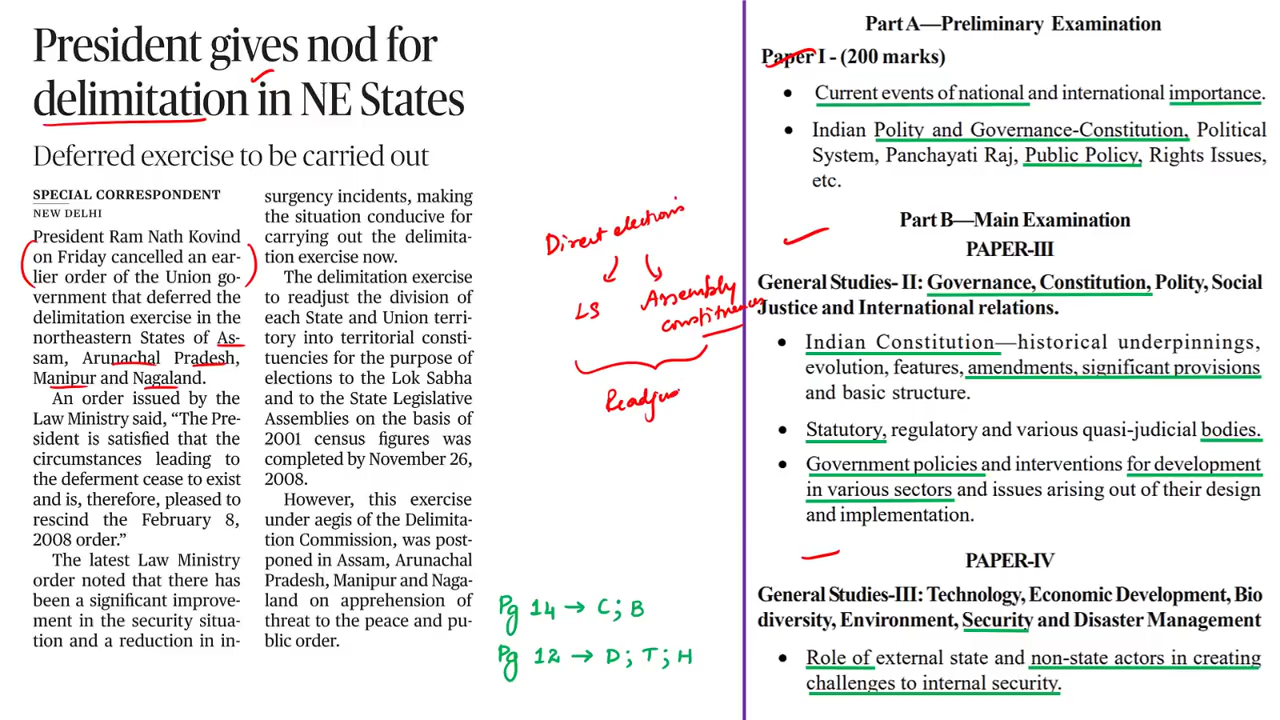 President gives nod for
delimitation in NE States
Deferred exercise to be carried out
SPECIAL CORRESPONDENT
NEW DELHI
President Ram Nath Kovind
on Friday cancelled an ear-
lier order of the Union go-
vernment that deferred the
delimitation exercise in the
northeastern States of As-
sam, Arunachal Pradesh,
Manipur and Nagaland.
An order issued by the
Law Ministry said, “The Pre-
sident is satisfied that the
circumstances leading to
the deferment cease to exist
and is, therefore, pleased to
rescind the February 8,
2008 order.”
The latest Law Ministry
order noted that there has
been a significant improve-
ment in the security situa-
tion and a reduction in in-
surgency incidents, making
the situation conducive for
carrying out the delimita-
tion exercise now.
The delimitation exercise
to readjust the division of
each State and Union terri-
tory into territorial consti-
tuencies for the purpose of
elections to the Lok Sabha
and to the State Legislative
Assemblies on the basis of
2001 census figures was
completed by November 26,
2008.
However, this exercise
under aegis of the Delimita-
tion Commission, was post-
poned in Assam, Arunachal
Pradesh, Manipur and Naga-
land on apprehension of
threat to the peace and pu-
blic order.
Direct elections
LS
Assembly
constituencies
Readjus
Pg 14 → C; B
Pg 12 → D; T; H
Part A—Preliminary Examination
Paper I - (200 marks)
• Current events of national and international importance.
• Indian Polity and Governance-Constitution, Political
System, Panchayati Raj, Public Policy, Rights Issues,
etc.
Part B—Main Examination
PAPER-III
General Studies- II: Governance, Constitution, Polity, Social
Justice and International relations.
• Indian Constitution—historical underpinnings,
evolution, features, amendments, significant provisions
and basic structure.
• Statutory, regulatory and various quasi-judicial bodies.
• Government policies and interventions for development
in various sectors and issues arising out of their design
and implementation.
PAPER-IV
General Studies-III: Technology, Economic Development, Bio
diversity, Environment, Security and Disaster Management
• Role of external state and non-state actors in creating
challenges to internal security.